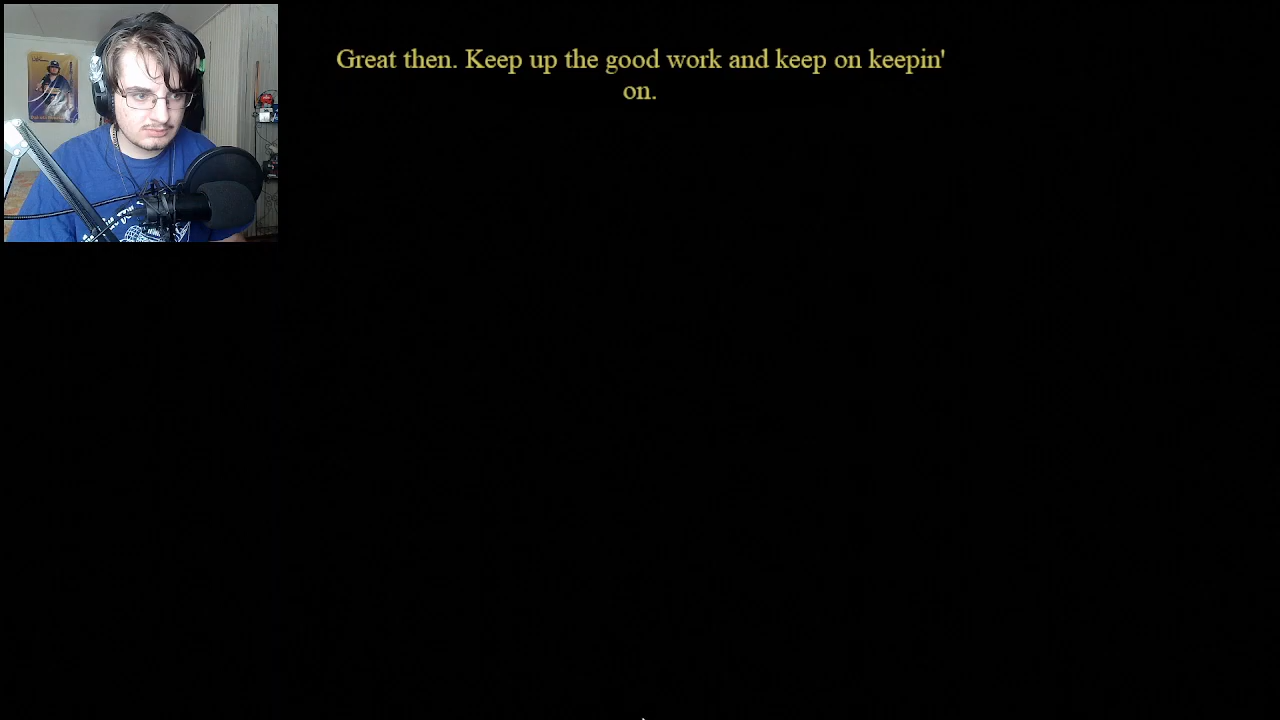 Great then. Keep up the good work and keep on keepin'
on.